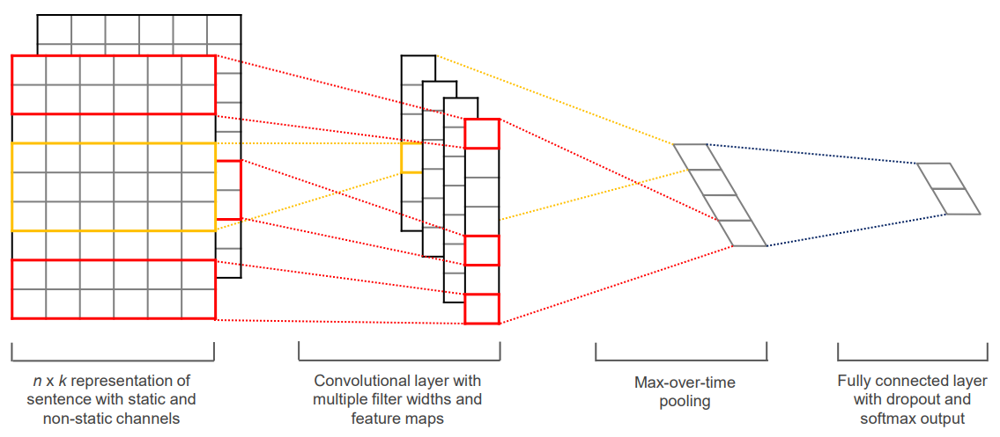 n x k representation of
sentence with static and
non-static channels
Convolutional layer with
multiple filter widths and
feature maps
Max-over-time
pooling
Fully connected layer
with dropout and
softmax output